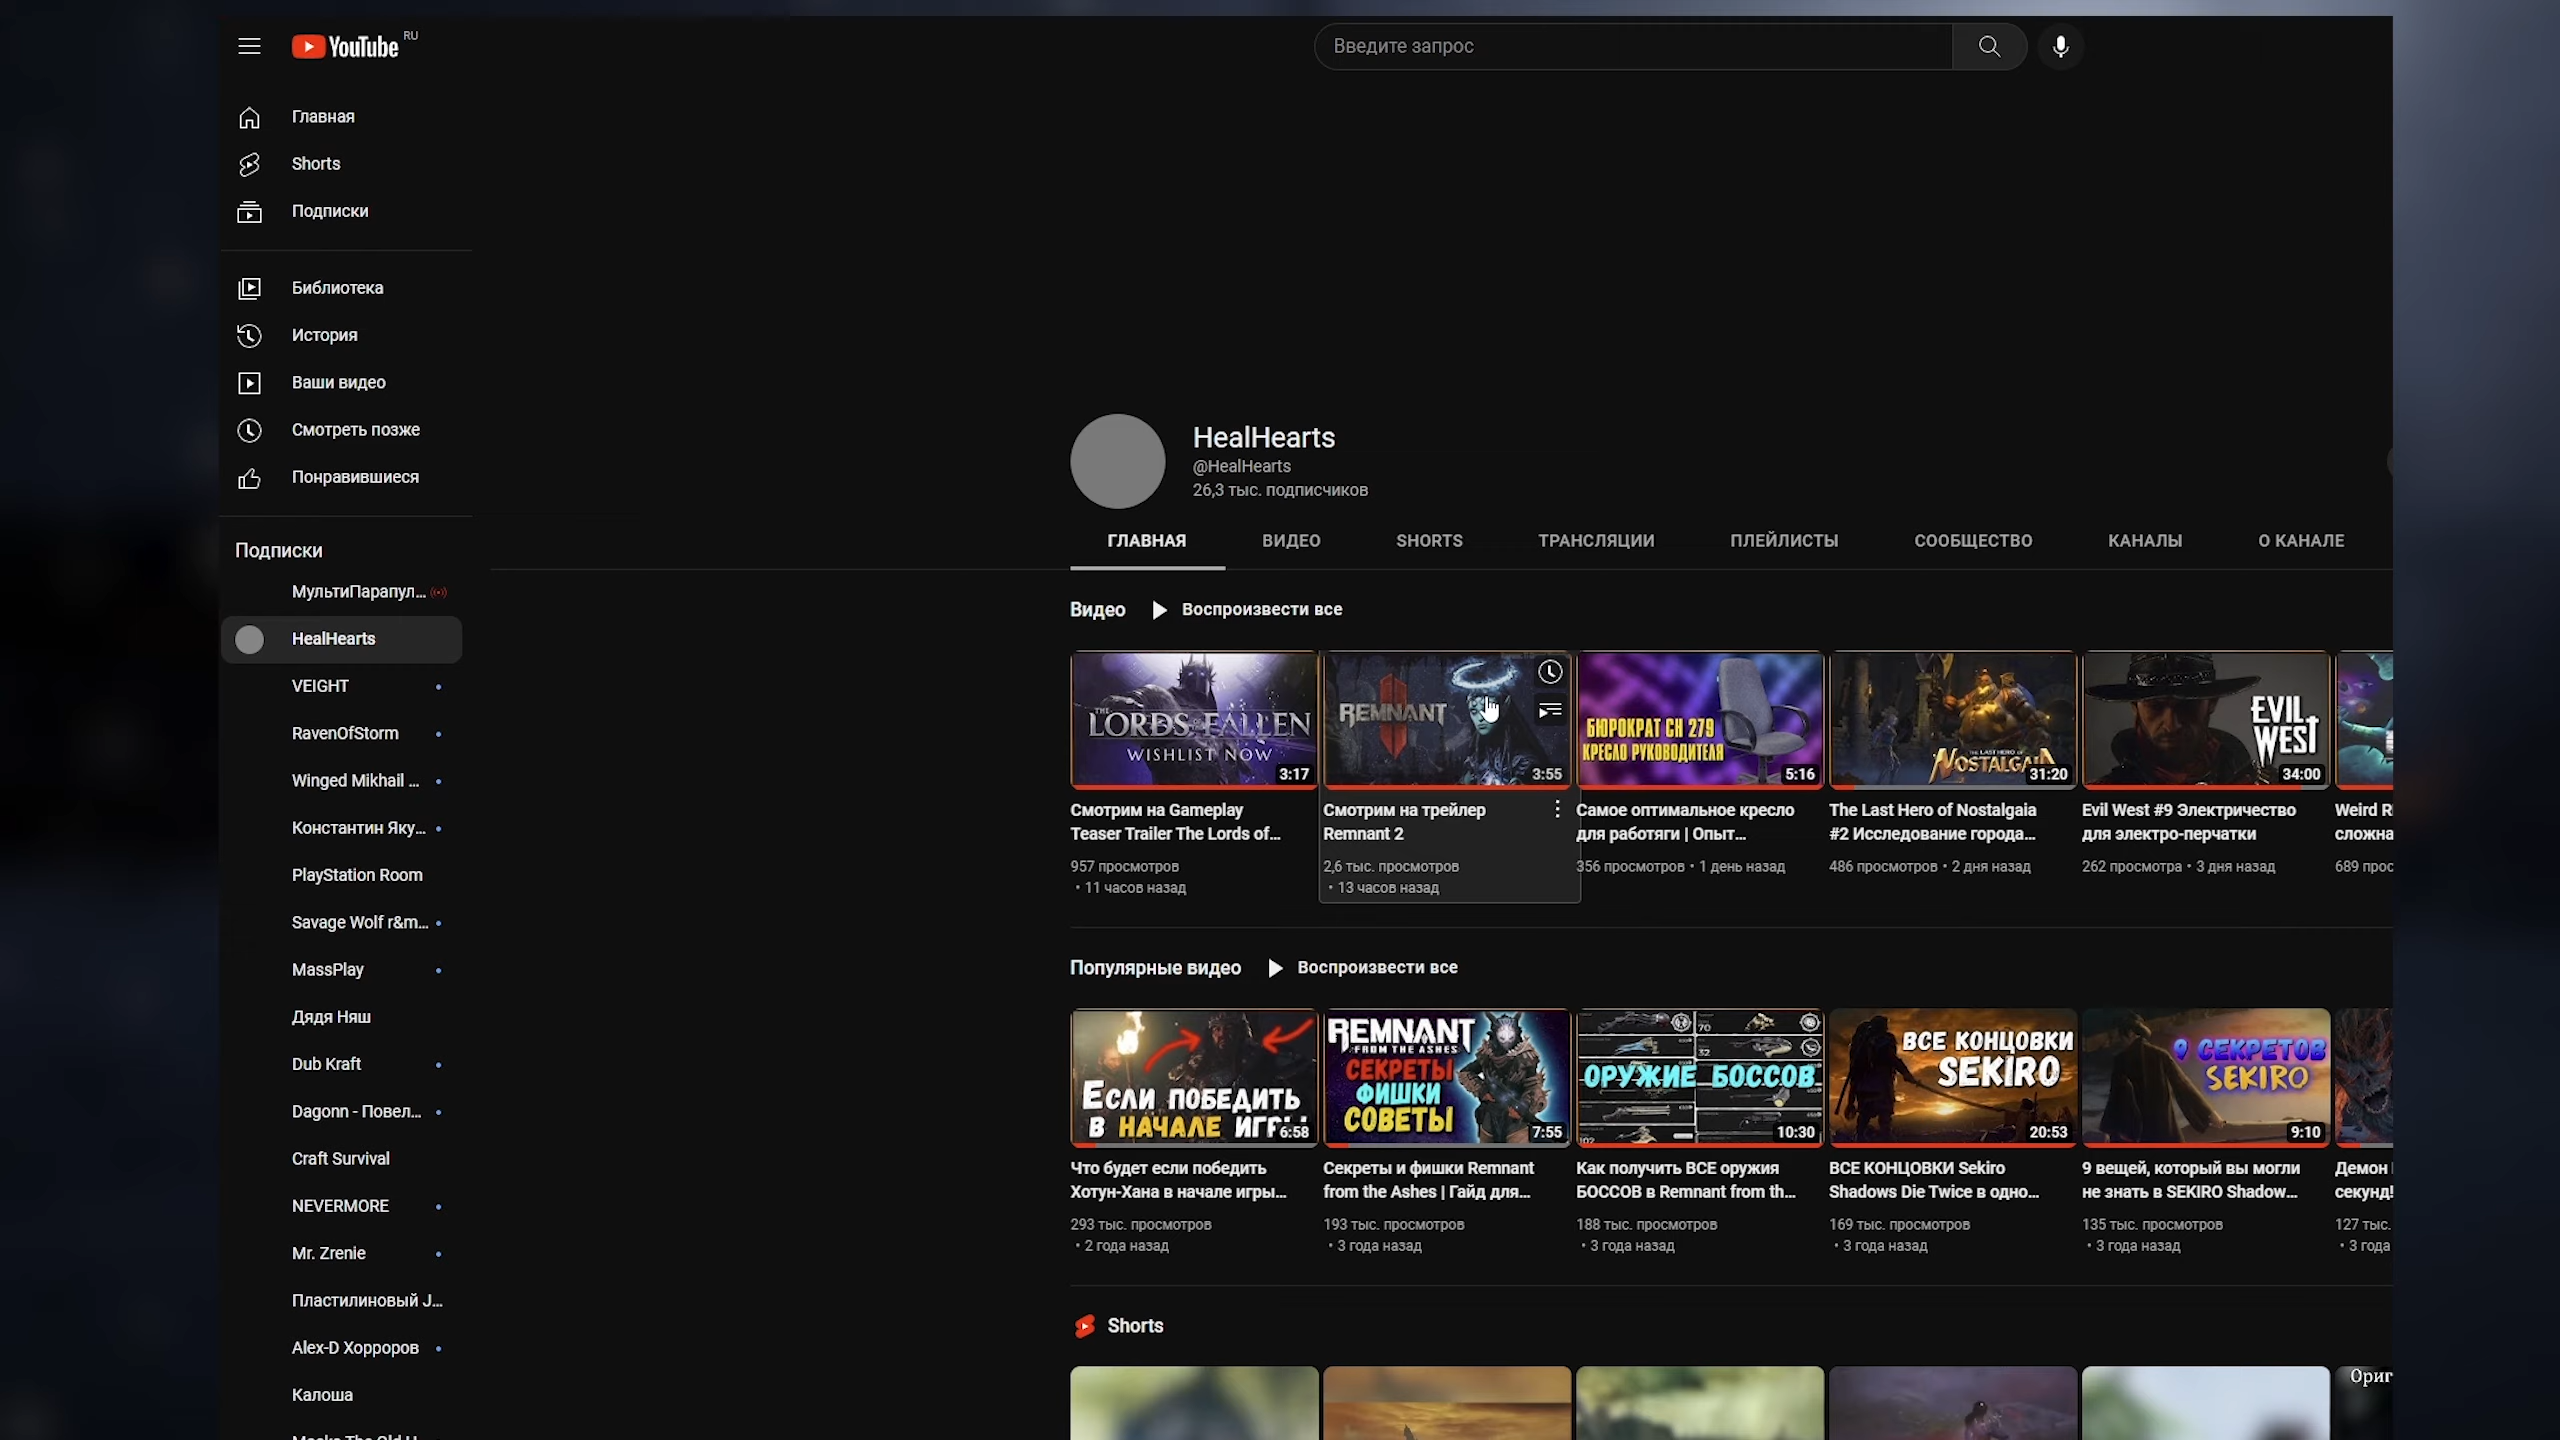 YouTube RU
Введите запрос
Главная
Shorts
Подписки
Библиотека
История
Ваши видео
Смотреть позже
Понравившиеся
Подписки
МультиПарапул...
HealHearts
VEIGHT
RavenOfStorm
Winged Mikhail ...
Константин Яку...
PlayStation Room
Savage Wolf r&m...
MassPlay
Дядя Няш
Dub Kraft
Dagonn - Повел...
Craft Survival
NEVERMORE
Mr. Zrenie
Пластилиновый J...
Alex-D Хорроров
Калоша
HealHearts
@HealHearts
26,3 тыс. подписчиков
ГЛАВНАЯ ВИДЕО SHORTS ТРАНСЛЯЦИИ ПЛЕЙЛИСТЫ СООБЩЕСТВО КАНАЛЫ О КАНАЛЕ
Видео Воспроизвести все
THE
LORDS OF FALLEN
WISHLIST NOW
3:17
Смотрим на Gameplay
Teaser Trailer The Lords of...
957 просмотров
• 11 часов назад
REMNANT
3:55
Смотрим на трейлер
Remnant 2
2,6 тыс. просмотров
• 13 часов назад
БЮРОКРАТ CH 279
КРЕСЛО РУКОВОДИТЕЛЯ
5:16
Самое оптимальное кресло
для работяги | Опыт...
356 просмотров • 1 день назад
THE LAST HERO OF
NOSTALGAIA
31:20
The Last Hero of Nostalgaia
#2 Исследование города...
486 просмотров • 2 дня назад
EVIL
WEST
34:00
Evil West #9 Электричество
для электро-перчатки
262 просмотра • 3 дня назад
Weird
сложна
689
Популярные видео Воспроизвести все
ЕСЛИ ПОБЕДИТЬ
В НАЧАЛЕ ИГРЫ
6:58
Что будет если победить
Хотун-Хана в начале игры...
293 тыс. просмотров
• 2 года назад
REMNANT
FROM THE ASHES
СЕКРЕТЫ
ФИШКИ
СОВЕТЫ
7:55
Секреты и фишки Remnant
from the Ashes | Гайд для...
193 тыс. просмотров
• 3 года назад
70
32
ОРУЖИЕ БОССОВ
102
10:30
Как получить ВСЕ оружия
БОССОВ в Remnant from th...
188 тыс. просмотров
• 3 года назад
ВСЕ КОНЦОВКИ
SEKIRO
20:53
ВСЕ КОНЦОВКИ Sekiro
Shadows Die Twice в одно...
169 тыс. просмотров
• 3 года назад
9 СЕКРЕТОВ
SEKIRO
9:10
9 вещей, который вы могли
не знать в SEKIRO Shadow...
135 тыс. просмотров
• 3 года назад
Демон
секунд!
127 тыс.
• 3 года
Shorts
Ориг